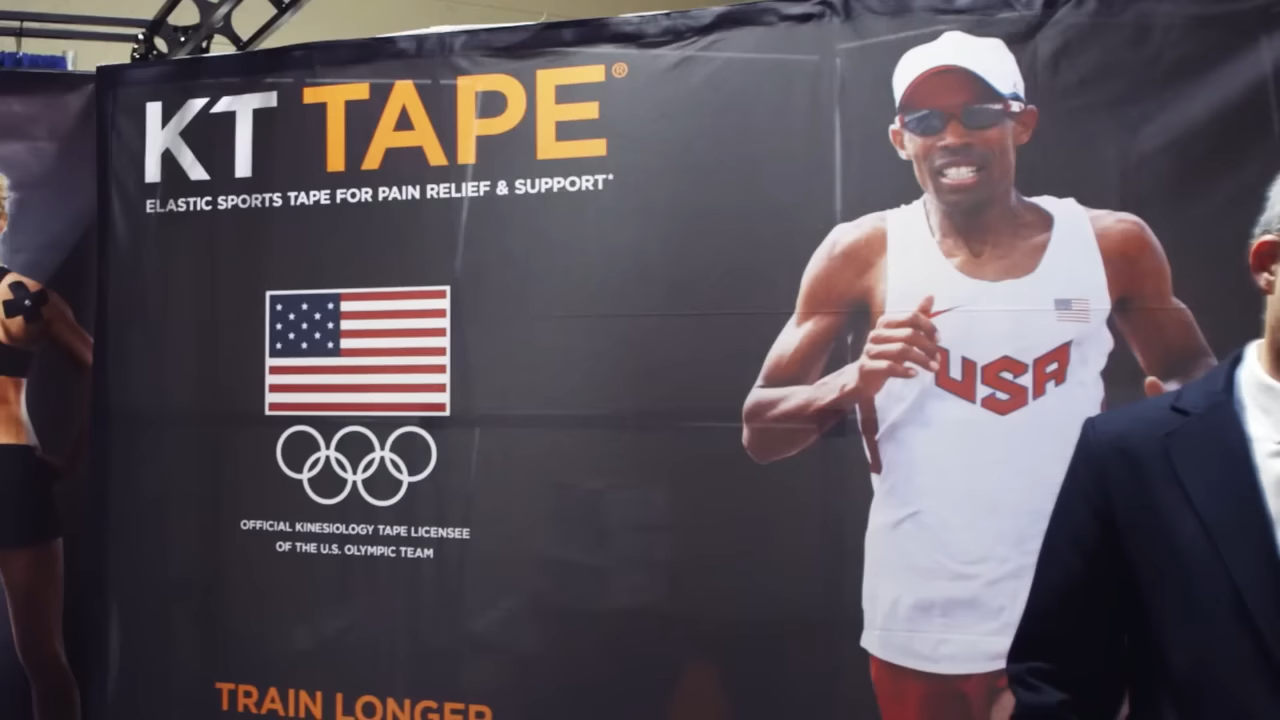 KT TAPE®
ELASTIC SPORTS TAPE FOR PAIN RELIEF & SUPPORT*
USA
OFFICIAL KINESIOLOGY TAPE LICENSEE
OF THE U.S. OLYMPIC TEAM
TRAIN LONGER